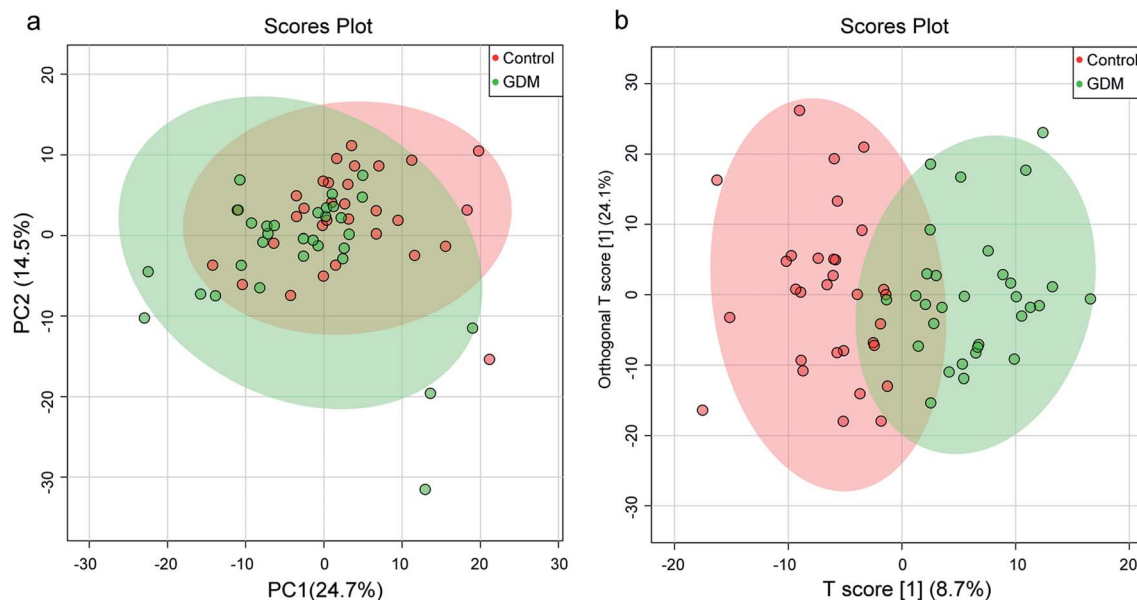 a
Scores Plot
Control
GDM
20
10
0
-10
-20
-30
PC2 (14.5%)
-30
-20
-10
0
10
20
30
PC1(24.7%)
b
Scores Plot
Control
GDM
30
20
10
0
-10
-20
-30
Orthogonal T score [1] (24.1%)
-20
-10
0
10
20
T score [1] (8.7%)